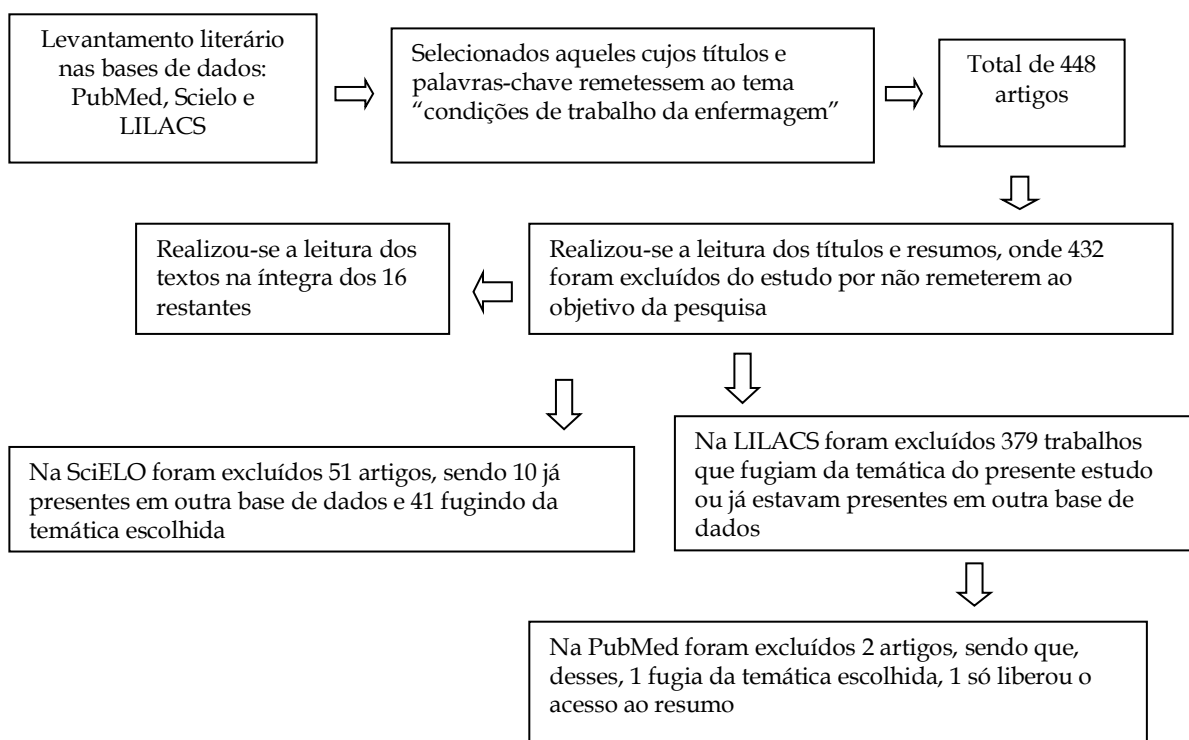 Levantamento literário
nas bases de dados:
PubMed, Scielo e
LILACS
Selecionados aqueles cujos títulos e
palavras-chave remetessem ao tema
“condições de trabalho da enfermagem”
Total de 448
artigos
Realizou-se a leitura dos
textos na íntegra dos 16
restantes
Realizou-se a leitura dos títulos e resumos, onde 432
foram excluídos do estudo por não remeterem ao
objetivo da pesquisa
Na SciELO foram excluídos 51 artigos, sendo 10 já
presentes em outra base de dados e 41 fugindo da
temática escolhida
Na LILACS foram excluídos 379 trabalhos
que fugiam da temática do presente estudo
ou já estavam presentes em outra base de
dados
Na PubMed foram excluídos 2 artigos, sendo que,
desses, 1 fugia da temática escolhida, 1 só liberou o
acesso ao resumo